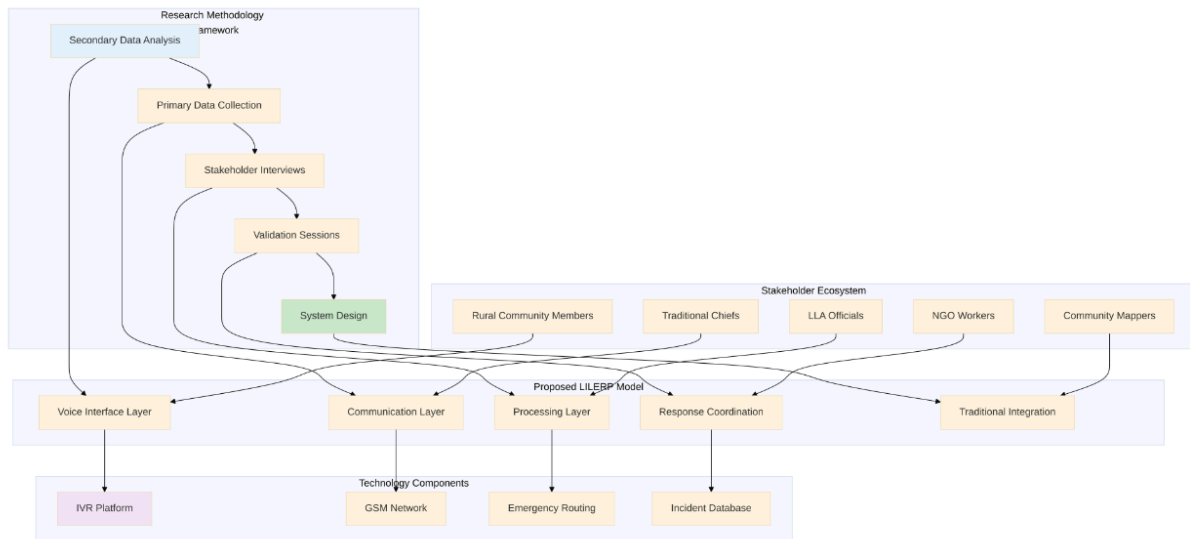 Research Methodology
amework
Secondary Data Analysis
Primary Data Collection
Stakeholder Interviews
Validation Sessions
System Design
Stakeholder Ecosystem
Rural Community Members
Traditional Chiefs
LLA Officials
NGO Workers
Community Mappers
Proposed LILERP Model
Voice Interface Layer
Communication Layer
Processing Layer
Response Coordination
Traditional Integration
Technology Components
IVR Platform
GSM Network
Emergency Routing
Incident Database